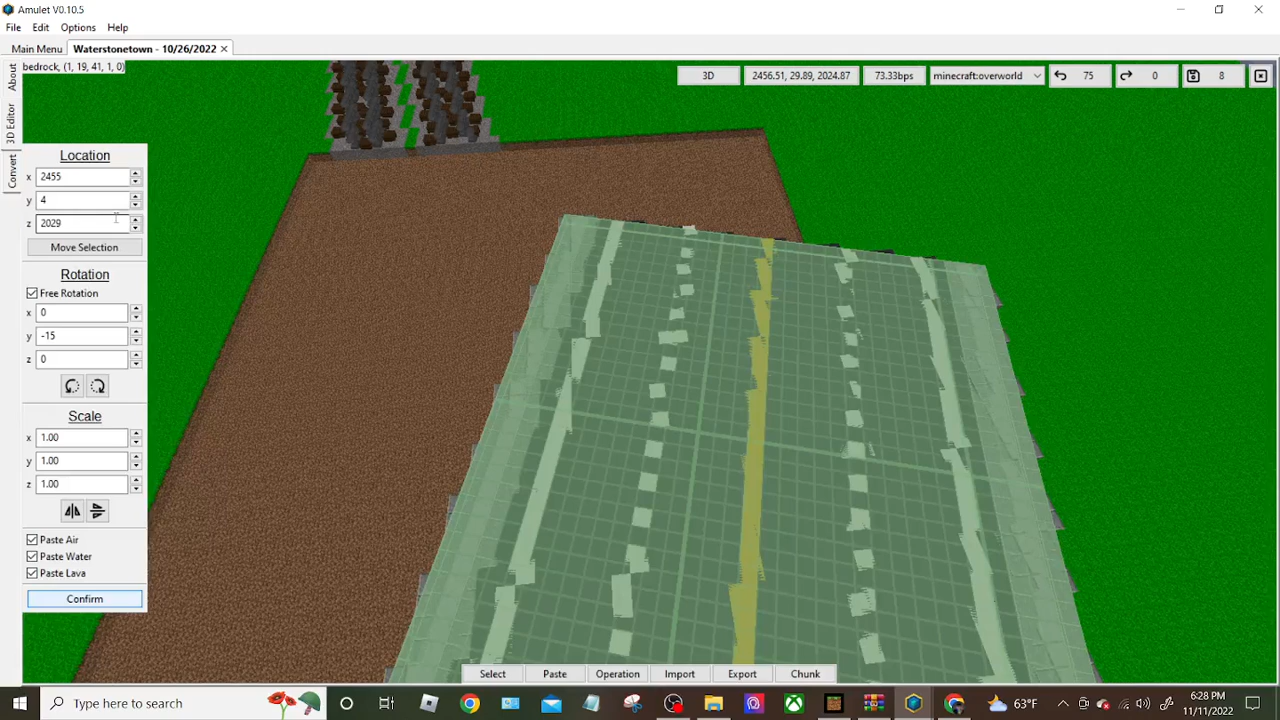 Amulet V0.10.5
File Edit Options Help
Main Menu Waterstonetown - 10/26/2022
bedrock, (1, 19, 41, 1, 0)
3D 2456.51, 29.89, 2024.87 73.33bps minecraft:overworld 75 0 8
About
3D Editor
Convert
Location
x 2455
y 4
z 2029
Move Selection
Rotation
Free Rotation
x 0
y -15
z 0
Scale
x 1.00
y 1.00
z 1.00
Paste Air
Paste Water
Paste Lava
Confirm
Select Paste Operation Import Export Chunk
Type here to search
63°F
6:28 PM
11/11/2022